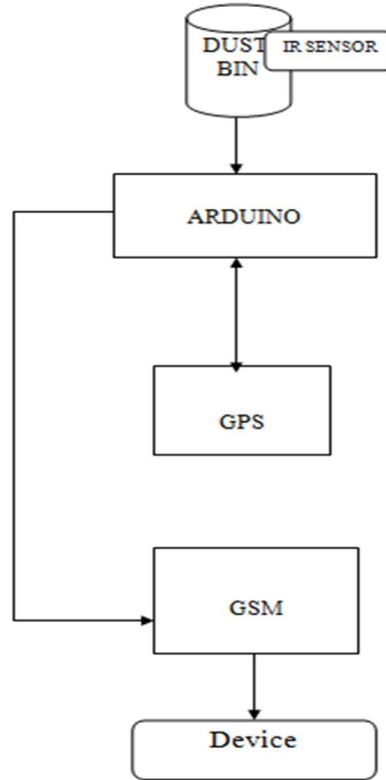 DUST
BIN
IR SENSOR
ARDUINO
GPS
GSM
Device